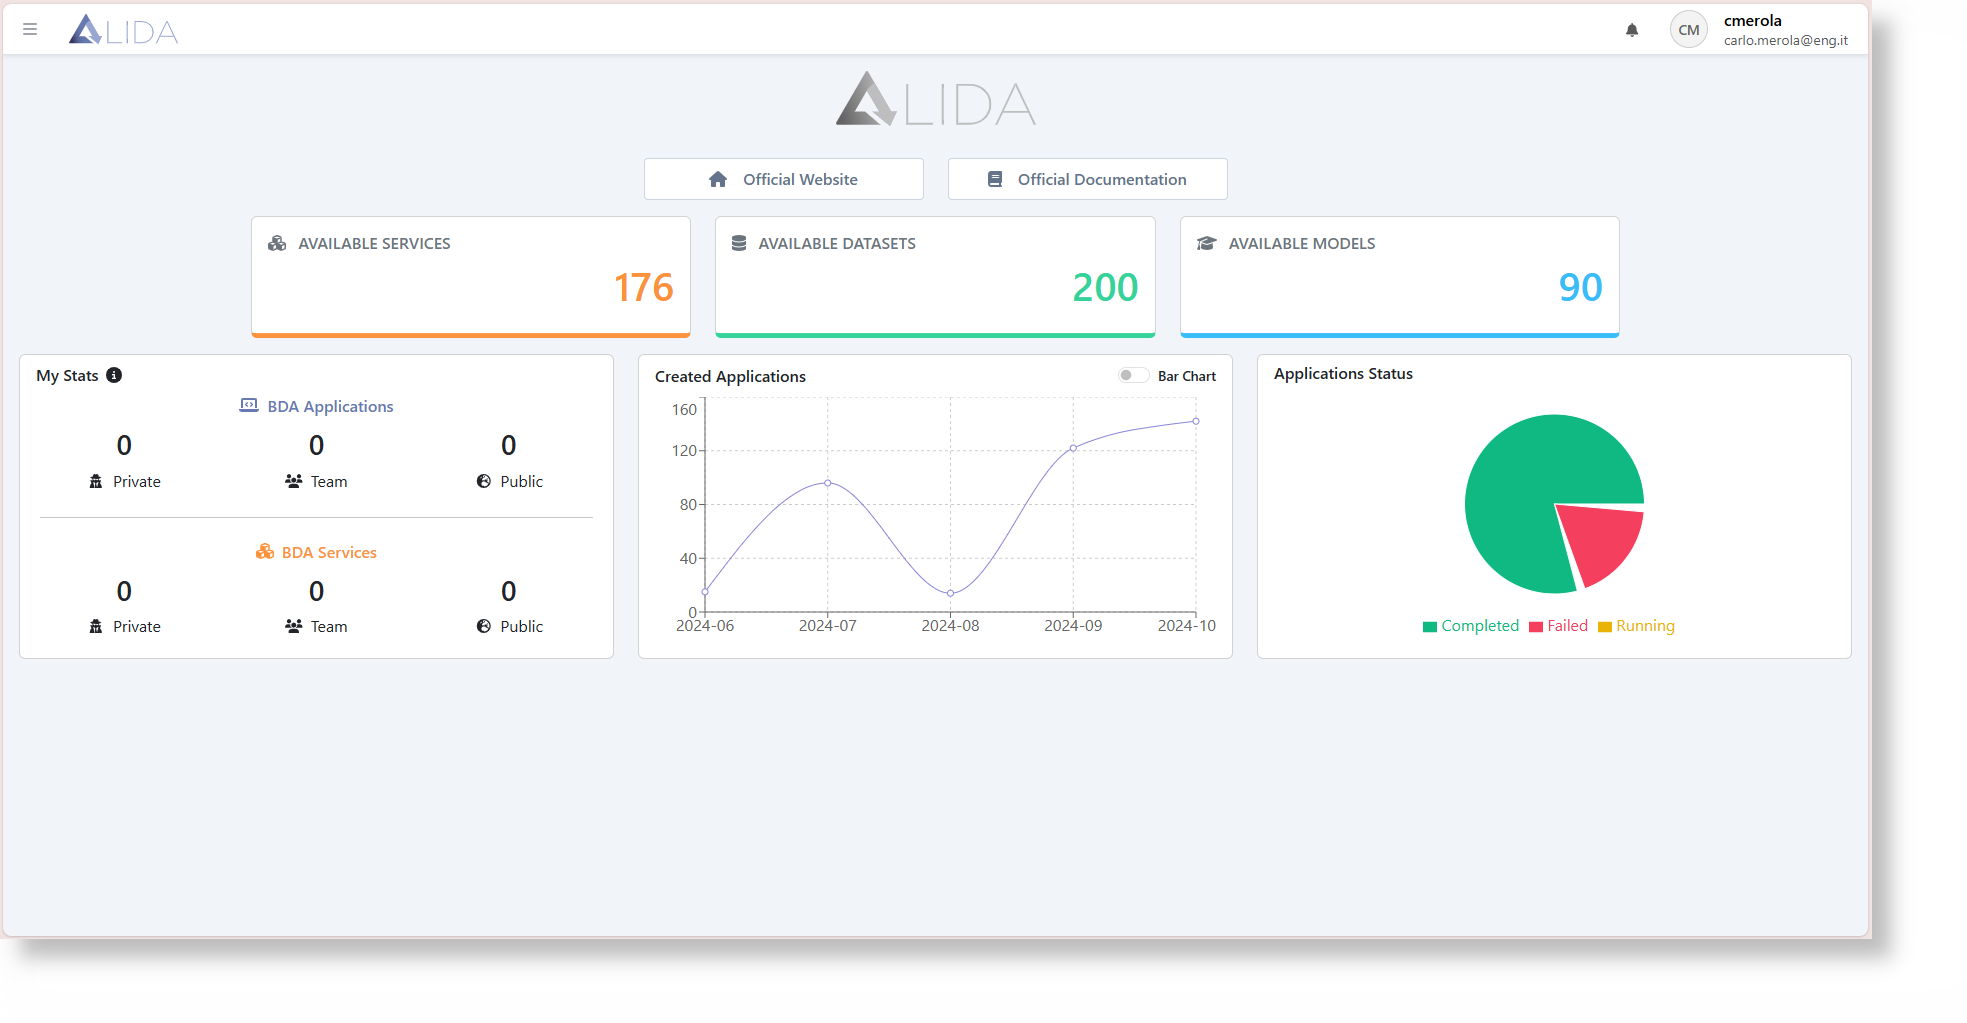 LIDA
CM
cmerola
carlo.merola@eng.it
LIDA
Official Website
Official Documentation
AVAILABLE SERVICES
176
AVAILABLE DATASETS
200
AVAILABLE MODELS
90
My Stats
BDA Applications
0 0 0
Private Team Public
BDA Services
0 0 0
Private Team Public
Created Applications
Bar Chart
160
120
80
40
0
2024-06 2024-07 2024-08 2024-09 2024-10
Applications Status
Completed Failed Running